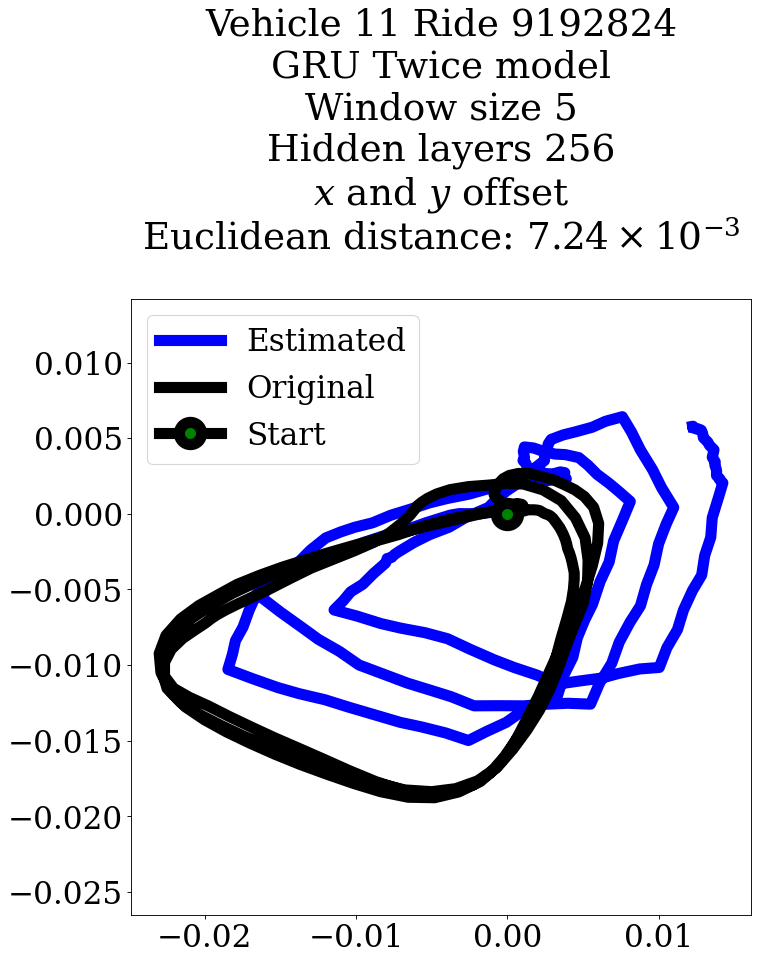 Vehicle 11 Ride 9192824
GRU Twice model
Window size 5
Hidden layers 256
x and y offset
Euclidean distance: 7.24 × 10⁻³
Estimated
Original
Start
0.010
0.005
0.000
−0.005
−0.010
−0.015
−0.020
−0.025
−0.02 −0.01 0.00 0.01